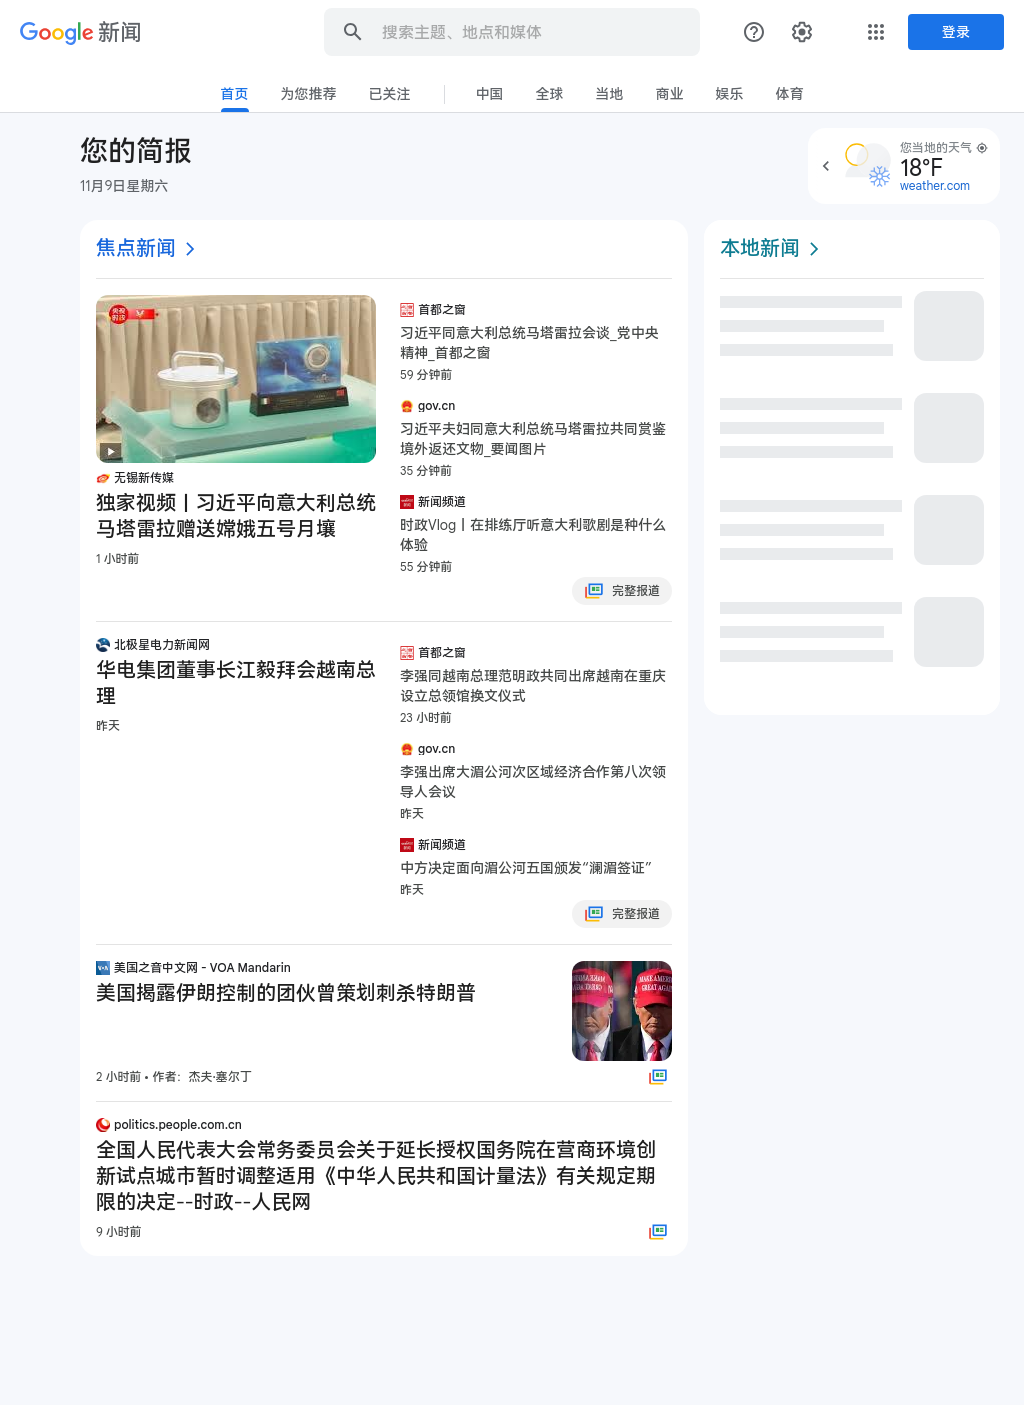 Google 新闻
搜索主题、地点和媒体
登录
首页
为您推荐
已关注
中国
全球
当地
商业
娱乐
体育
您的简报
11月9日星期六
您当地的天气
18°F
weather.com
焦点新闻
本地新闻
无锡新传媒
独家视频丨习近平向意大利总统
马塔雷拉赠送嫦娥五号月壤
1 小时前
首都之窗
习近平同意大利总统马塔雷拉会谈_党中央
精神_首都之窗
59 分钟前
gov.cn
习近平夫妇同意大利总统马塔雷拉共同赏鉴
境外返还文物_要闻图片
35 分钟前
新闻频道
时政Vlog丨在排练厅听意大利歌剧是种什么
体验
55 分钟前
完整报道
北极星电力新闻网
华电集团董事长江毅拜会越南总
理
昨天
首都之窗
李强同越南总理范明政共同出席越南在重庆
设立总领馆换文仪式
23 小时前
gov.cn
李强出席大湄公河次区域经济合作第八次领
导人会议
昨天
新闻频道
中方决定面向湄公河五国颁发“澜湄签证”
昨天
完整报道
美国之音中文网 - VOA Mandarin
美国揭露伊朗控制的团伙曾策划刺杀特朗普
2 小时前 • 作者：杰夫·塞尔丁
MAKE AMERICA
GREAT AGAIN
politics.people.com.cn
全国人民代表大会常务委员会关于延长授权国务院在营商环境创
新试点城市暂时调整适用《中华人民共和国计量法》有关规定期
限的决定--时政--人民网
9 小时前